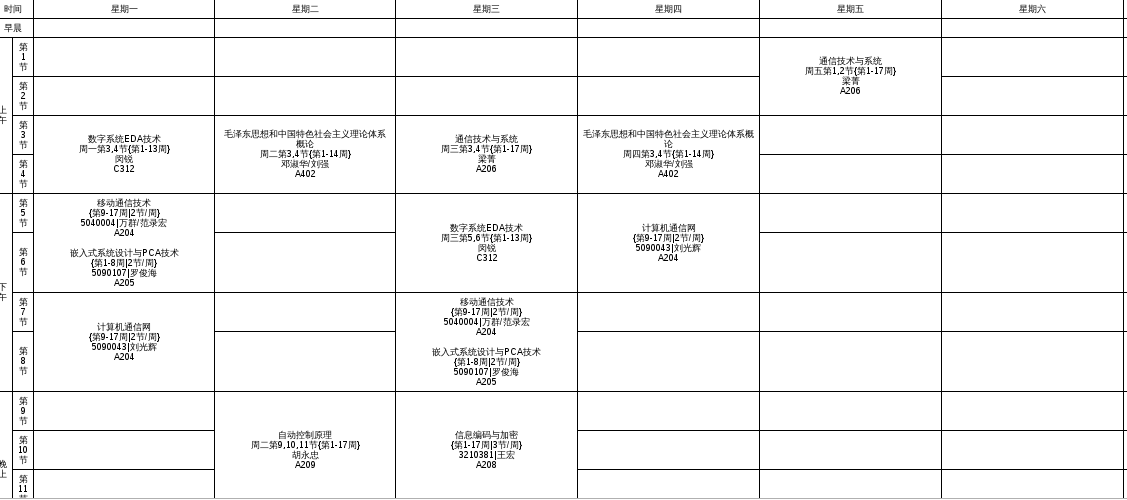 时间 星期一 星期二 星期三 星期四 星期五 星期六
早晨
上午
第1节
通信技术与系统
周五第1,2节{第1-17周}
梁菁
A206
第2节
第3节
数字系统EDA技术
周一第3,4节{第1-13周}
闵锐
C312
毛泽东思想和中国特色社会主义理论体系
概论
周二第3,4节{第1-14周}
邓淑华/刘强
A402
通信技术与系统
周三第3,4节{第1-17周}
梁菁
A206
毛泽东思想和中国特色社会主义理论体系概
论
周四第3,4节{第1-14周}
邓淑华/刘强
A402
第4节
下午
第5节
移动通信技术
{第9-17周|2节/周}
5040004|万群/范录宏
A204
嵌入式系统设计与PCA技术
{第1-8周|2节/周}
5090107|罗俊海
A205
数字系统EDA技术
周三第5,6节{第1-13周}
闵锐
C312
计算机通信网
{第9-17周|2节/周}
5090043|刘光辉
A204
第6节
第7节
计算机通信网
{第9-17周|2节/周}
5090043|刘光辉
A204
移动通信技术
{第9-17周|2节/周}
5040004|万群/范录宏
A204
嵌入式系统设计与PCA技术
{第1-8周|2节/周}
5090107|罗俊海
A205
第8节
晚上
第9节
自动控制原理
周二第9,10,11节{第1-17周}
胡永忠
A209
信息编码与加密
{第1-17周|3节/周}
3210381|王宏
A208
第10节
第11节